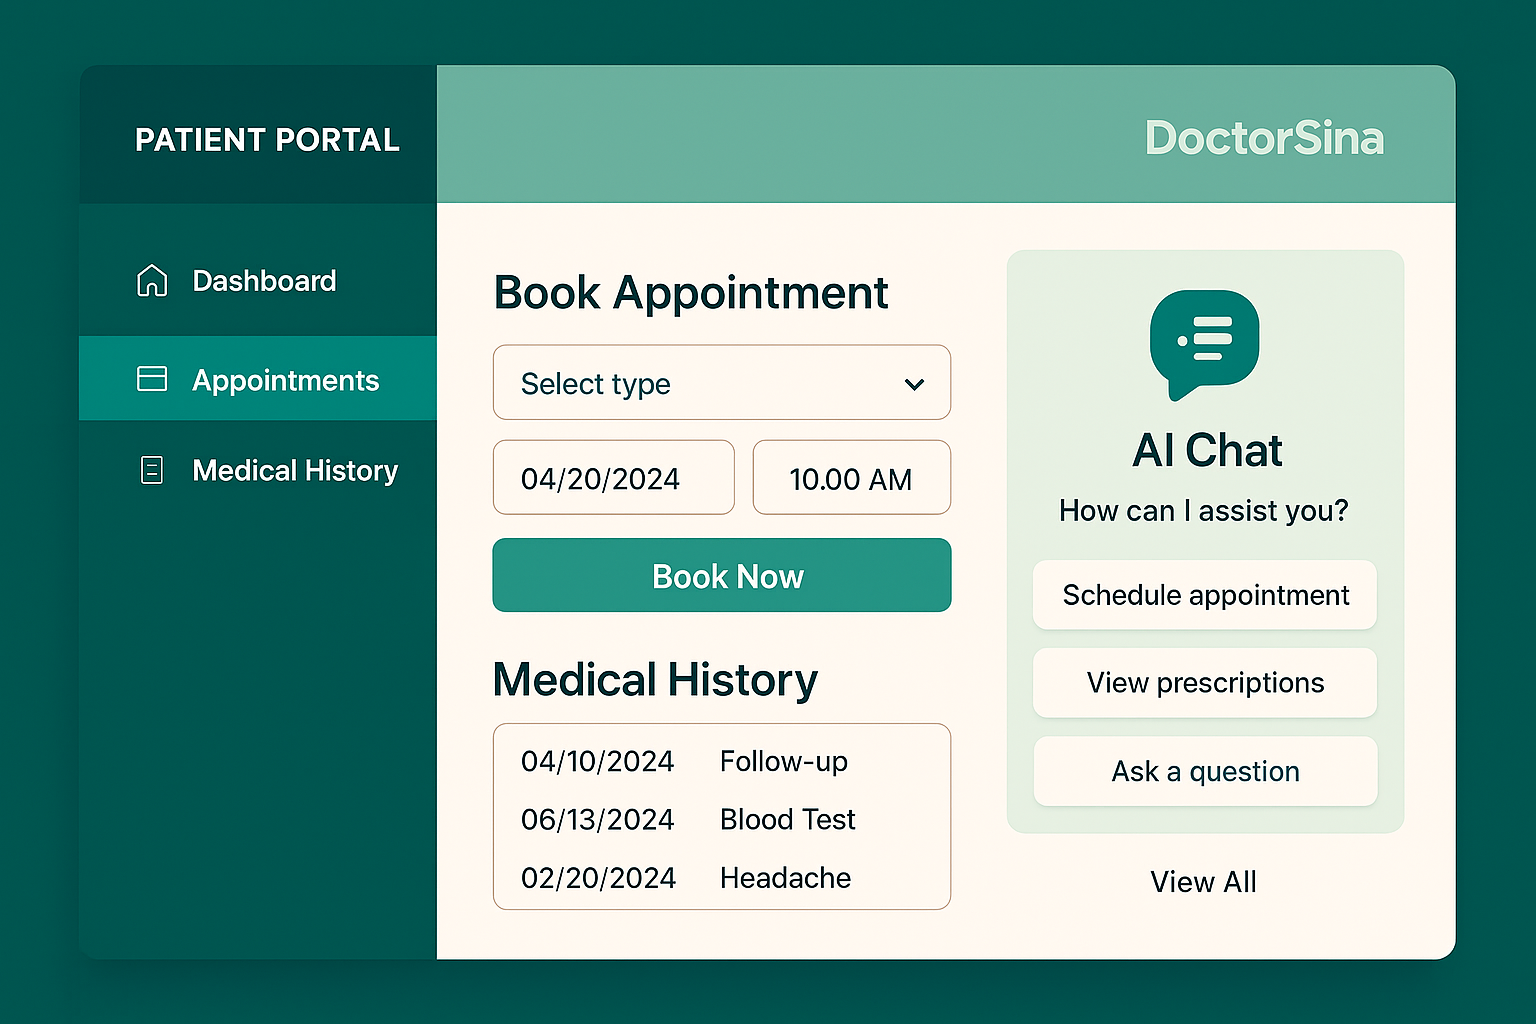 PATIENT PORTAL
DoctorSina
Dashboard
Appointments
Medical History
Book Appointment
Select type
04/20/2024
10.00 AM
Book Now
Medical History
04/10/2024 Follow-up
06/13/2024 Blood Test
02/20/2024 Headache
AI Chat
How can I assist you?
Schedule appointment
View prescriptions
Ask a question
View All